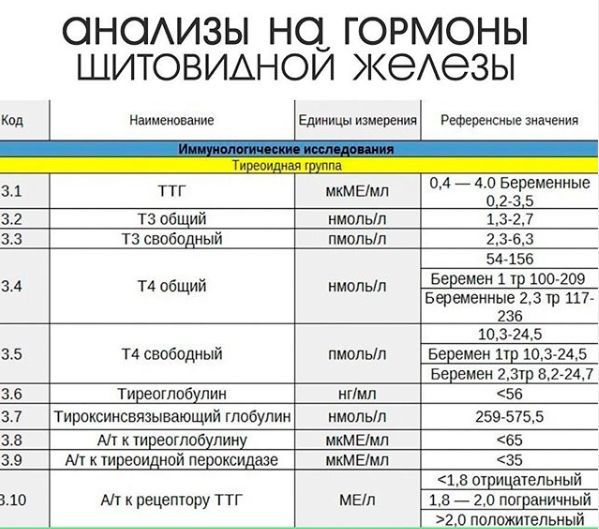 анализы на гормоны
щитовидной железы
Код Наименование Единицы измерения Референсные значения
Иммунологические исследования
Тиреоидная группа
3.1 ТТГ мкМЕ/мл 0,4 — 4.0 Беременные
0,2-3,5
3.2 Т3 общий нмоль/л 1,3-2,7
3.3 Т3 свободный пмоль/л 2,3-6,3
3.4 Т4 общий нмоль/л 54-156
Беремен 1 тр 100-209
Беременные 2,3 тр 117-
236
3.5 Т4 свободный пмоль/л 10,3-24,5
Беремен 1тр 10,3-24,5
Беремен 2,3тр 8,2-24,7
3.6 Тиреоглобулин нг/мл <56
3.7 Тироксинсвязывающий глобулин нмоль/л 259-575,5
3.8 А/т к тиреоглобулину мкМЕ/мл <65
3.9 А/т к тиреоидной пероксидазе мкМЕ/мл <35
3.10 А/т к рецептору ТТГ МЕ/л <1,8 отрицательный
1,8 — 2,0 пограничный
>2,0 положительный